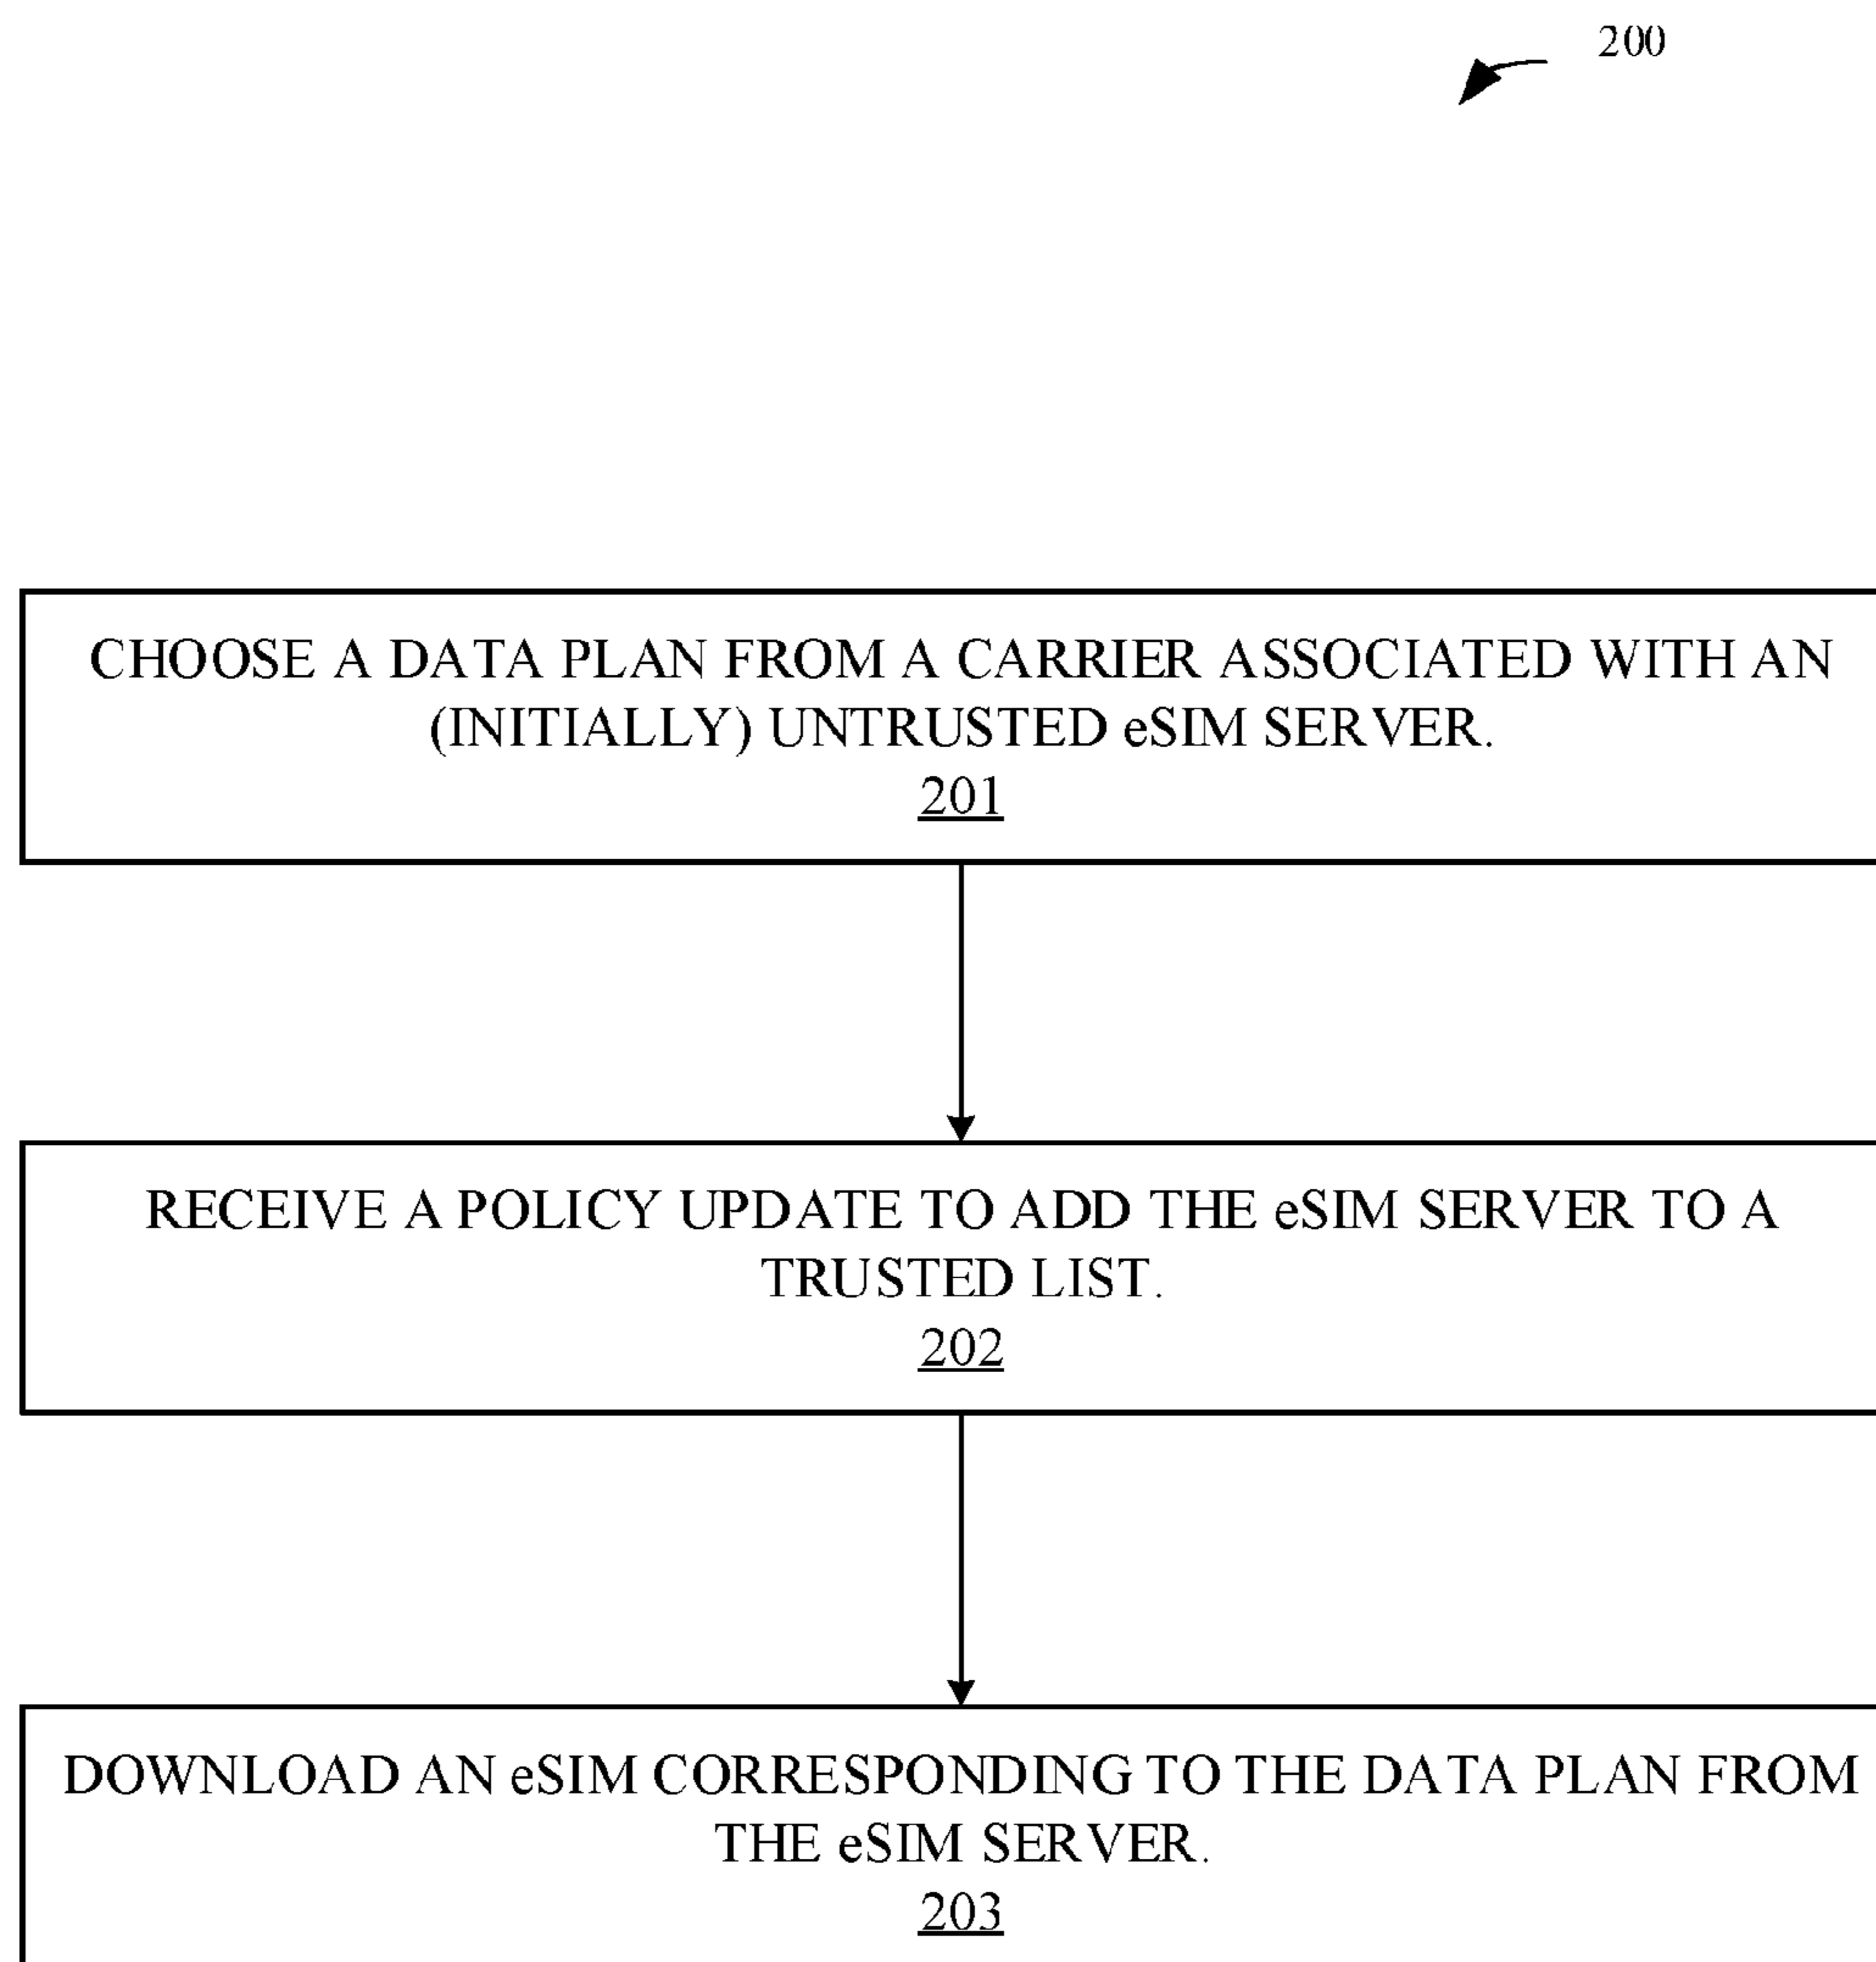 200
CHOOSE A DATA PLAN FROM A CARRIER ASSOCIATED WITH AN
(INITIALLY) UNTRUSTED eSIM SERVER.
201
RECEIVE A POLICY UPDATE TO ADD THE eSIM SERVER TO A
TRUSTED LIST.
202
DOWNLOAD AN eSIM CORRESPONDING TO THE DATA PLAN FROM
THE eSIM SERVER.
203